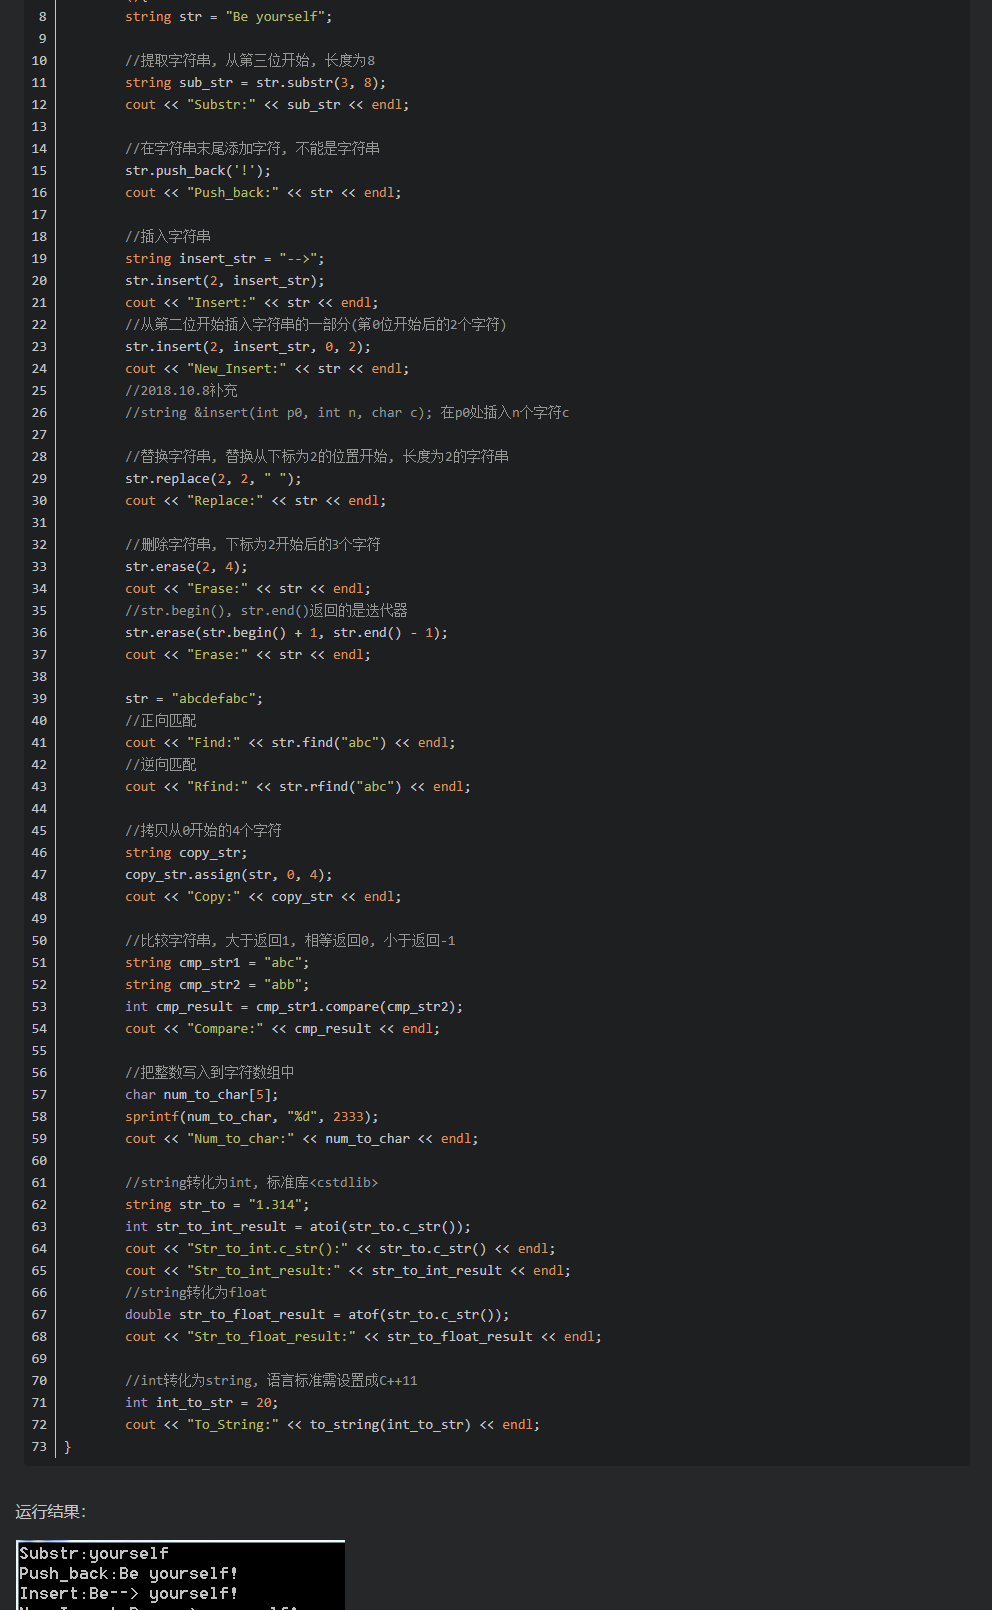 8 string str = "Be yourself";
9
10 //提取字符串, 从第三位开始, 长度为8
11 string sub_str = str.substr(3, 8);
12 cout << "Substr:" << sub_str << endl;
13
14 //在字符串末尾添加字符, 不能是字符串
15 str.push_back('!');
16 cout << "Push_back:" << str << endl;
17
18 //插入字符串
19 string insert_str = "-->";
20 str.insert(2, insert_str);
21 cout << "Insert:" << str << endl;
22 //从第二位开始插入字符串的一部分(第0位开始后的2个字符)
23 str.insert(2, insert_str, 0, 2);
24 cout << "New_Insert:" << str << endl;
25 //2018.10.8补充
26 //string &insert(int p0, int n, char c); 在p0处插入n个字符c
27
28 //替换字符串, 替换从下标为2的位置开始, 长度为2的字符串
29 str.replace(2, 2, " ");
30 cout << "Replace:" << str << endl;
31
32 //删除字符串, 下标为2开始后的3个字符
33 str.erase(2, 4);
34 cout << "Erase:" << str << endl;
35 //str.begin(), str.end()返回的是迭代器
36 str.erase(str.begin() + 1, str.end() - 1);
37 cout << "Erase:" << str << endl;
38
39 str = "abcdefabc";
40 //正向匹配
41 cout << "Find:" << str.find("abc") << endl;
42 //逆向匹配
43 cout << "Rfind:" << str.rfind("abc") << endl;
44
45 //拷贝从0开始的4个字符
46 string copy_str;
47 copy_str.assign(str, 0, 4);
48 cout << "Copy:" << copy_str << endl;
49
50 //比较字符串, 大于返回1, 相等返回0, 小于返回-1
51 string cmp_str1 = "abc";
52 string cmp_str2 = "abb";
53 int cmp_result = cmp_str1.compare(cmp_str2);
54 cout << "Compare:" << cmp_result << endl;
55
56 //把整数写入到字符数组中
57 char num_to_char[5];
58 sprintf(num_to_char, "%d", 2333);
59 cout << "Num_to_char:" << num_to_char << endl;
60
61 //string转化为int, 标准库<cstdlib>
62 string str_to = "1.314";
63 int str_to_int_result = atoi(str_to.c_str());
64 cout << "Str_to_int.c_str():" << str_to.c_str() << endl;
65 cout << "Str_to_int_result:" << str_to_int_result << endl;
66 //string转化为float
67 double str_to_float_result = atof(str_to.c_str());
68 cout << "Str_to_float_result:" << str_to_float_result << endl;
69
70 //int转化为string, 语言标准需设置成C++11
71 int int_to_str = 20;
72 cout << "To_String:" << to_string(int_to_str) << endl;
73 }
运行结果:
Substr:yourself
Push_back:Be yourself!
Insert:Be--> yourself!